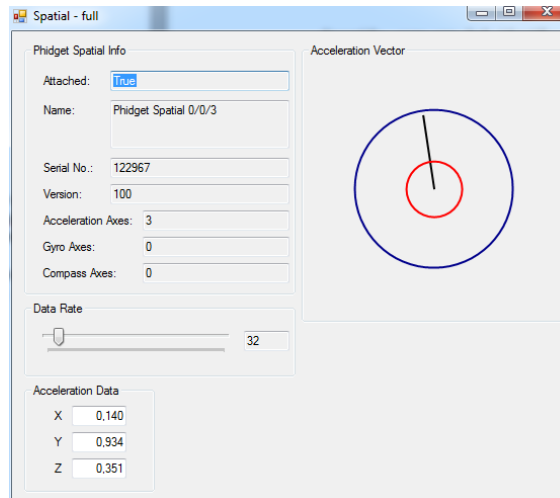 Spatial - full
Phidget Spatial Info
Attached: True
Name: Phidget Spatial 0/0/3
Serial No.: 122967
Version: 100
Acceleration Axes: 3
Gyro Axes: 0
Compass Axes: 0
Data Rate
32
Acceleration Data
X 0,140
Y 0,934
Z 0,351
Acceleration Vector